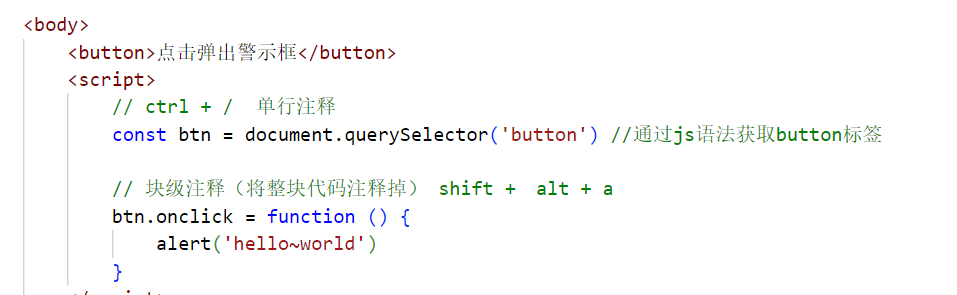 <body>
<button>点击弹出警示框</button>
<script>
// ctrl + /  单行注释
const btn = document.querySelector('button') //通过js语法获取button标签
// 块级注释（将整块代码注释掉） shift +  alt + a
btn.onclick = function () {
alert('hello~world')
}